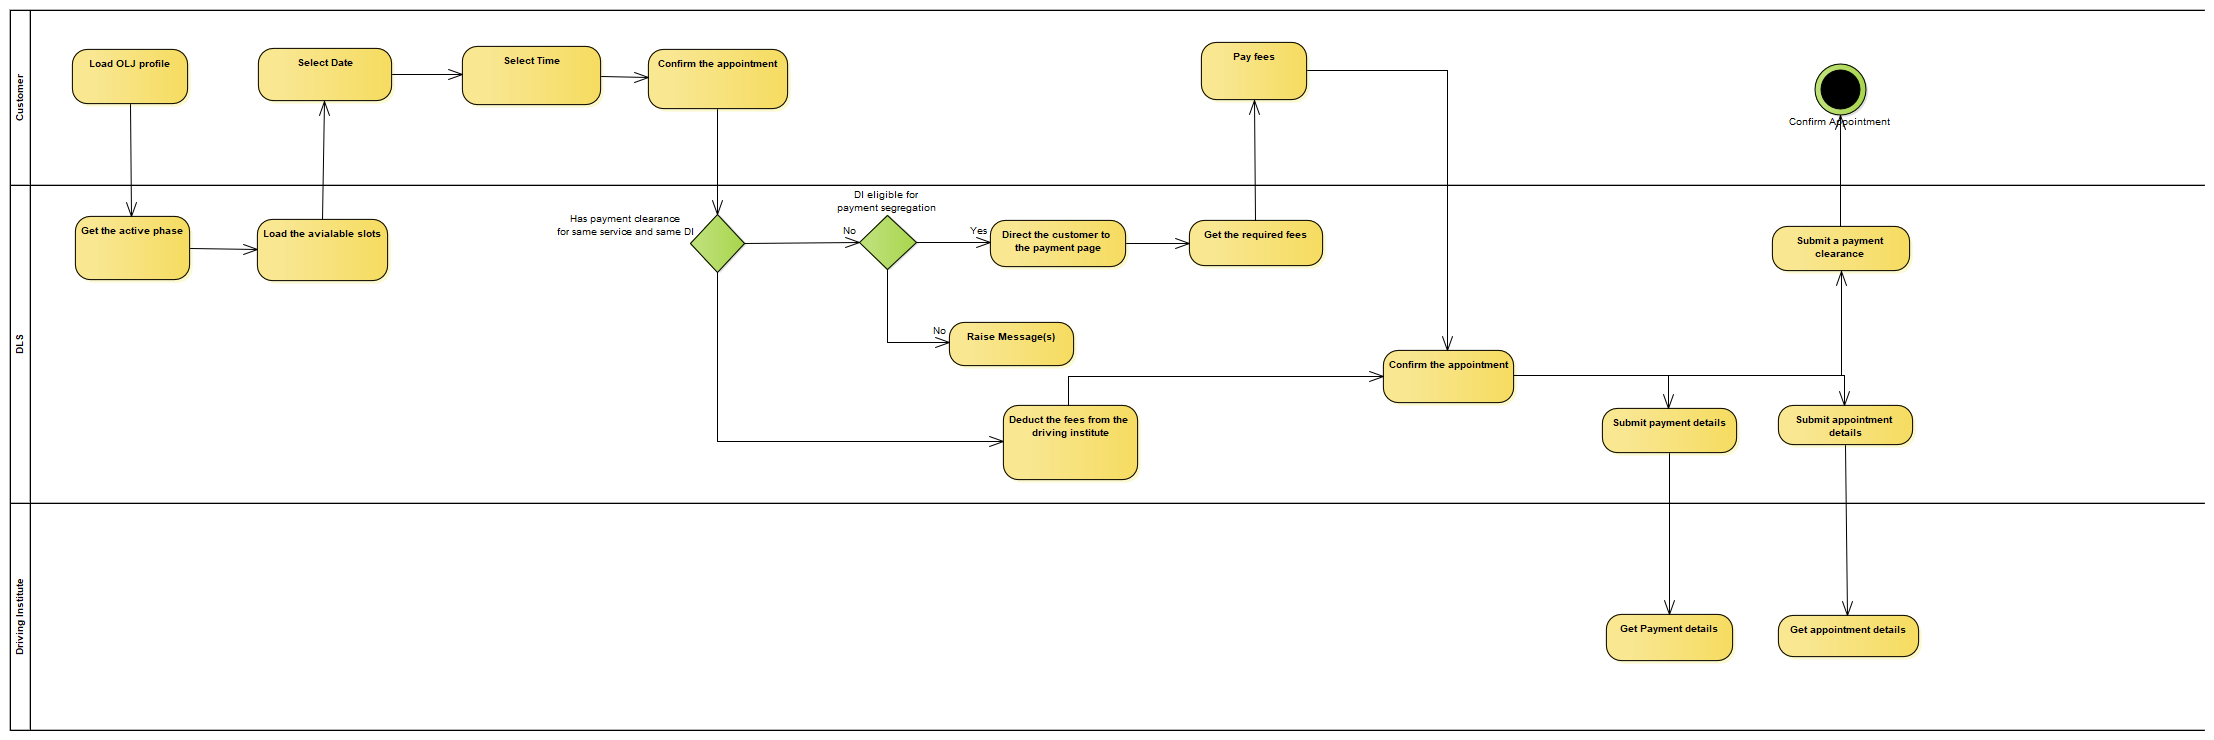 Customer
Load OLJ profile
Select Date
Select Time
Confirm the appointment
Pay fees
Confirm Appointment
DLS
Get the active phase
Load the avialable slots
Has payment clearance
for same service and same DI
No
DI eligible for
payment segregation
Yes
Direct the customer to
the payment page
Get the required fees
Submit a payment
clearance
No
Raise Message(s)
Confirm the appointment
Deduct the fees from the
driving institute
Submit payment details
Submit appointment
details
Driving Institute
Get Payment details
Get appointment details